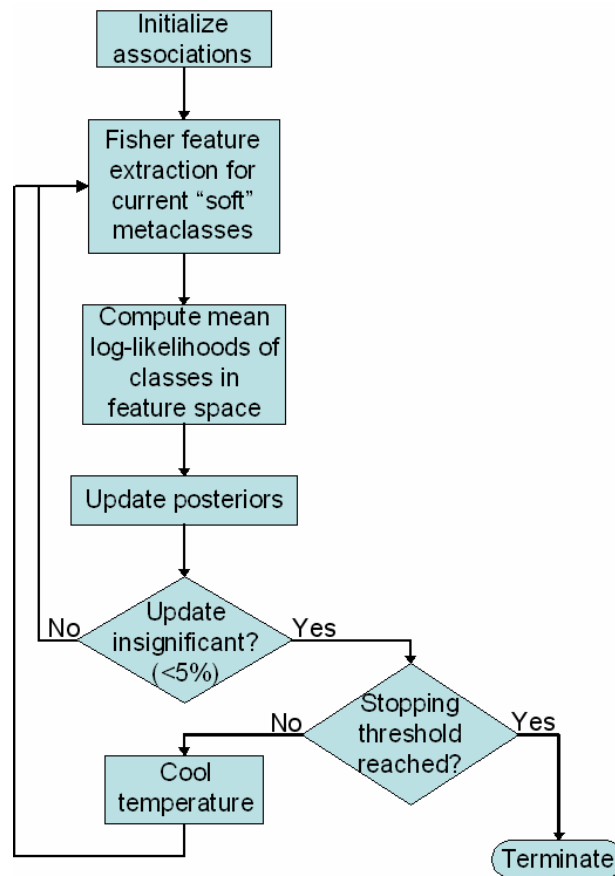 Initialize
associations
Fisher feature
extraction for
current “soft”
metaclasses
Compute mean
log-likelihoods of
classes in
feature space
Update posteriors
No
Update
insignificant?
(<5%)
Yes
No
Stopping
threshold
reached?
Yes
Cool
temperature
Terminate